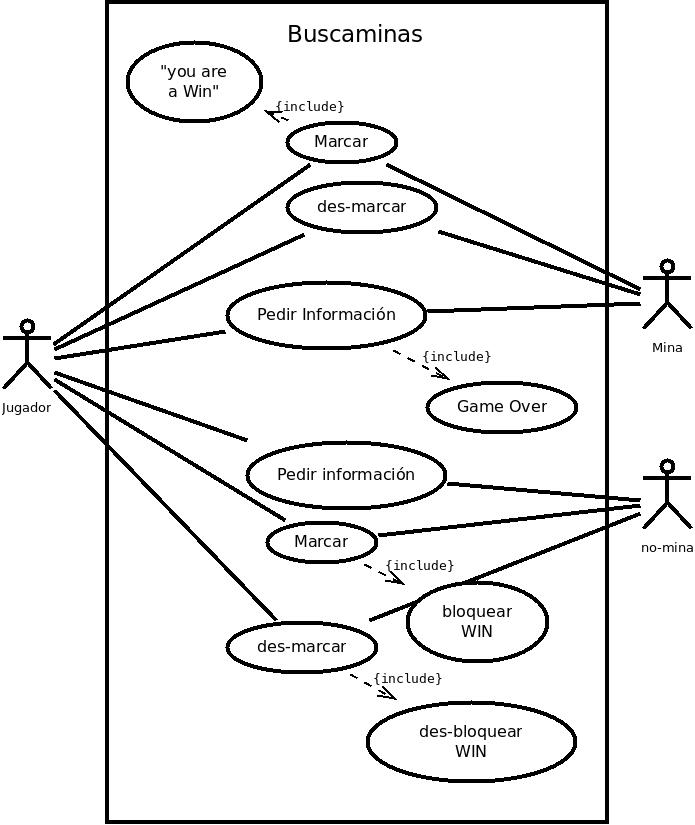 Buscaminas
"you are
a Win"
{include}
Marcar
des-marcar
Pedir Información
{include}
Game Over
Mina
Jugador
Pedir información
Marcar
{include}
no-mina
bloquear
WIN
des-marcar
{include}
des-bloquear
WIN